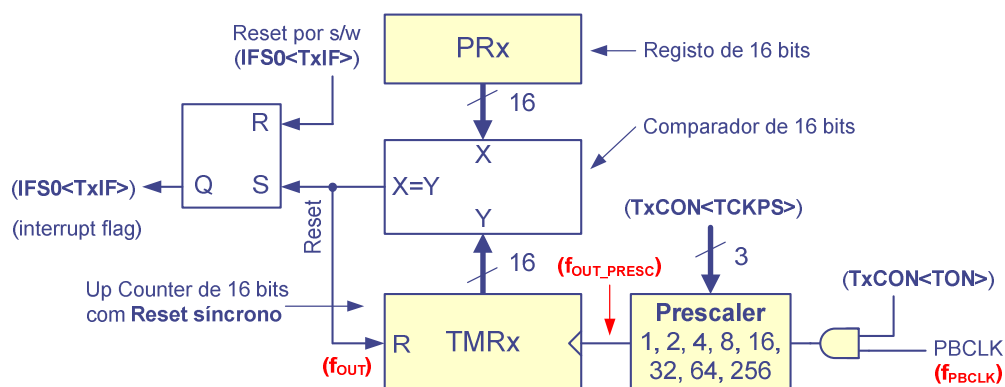 Reset por s/w
(IFS0<TxIF>)
PRx
Registo de 16 bits
16
R
Comparador de 16 bits
X
(IFS0<TxIF>)
Q
S
X=Y
(interrupt flag)
Reset
Y
(TxCON<TCKPS>)
16
3
(fOUT_PRESC)
(TxCON<TON>)
Up Counter de 16 bits
com Reset síncrono
R
TMRx
Prescaler
1, 2, 4, 8, 16,
32, 64, 256
PBCLK
(fOUT)
(fPBCLK)